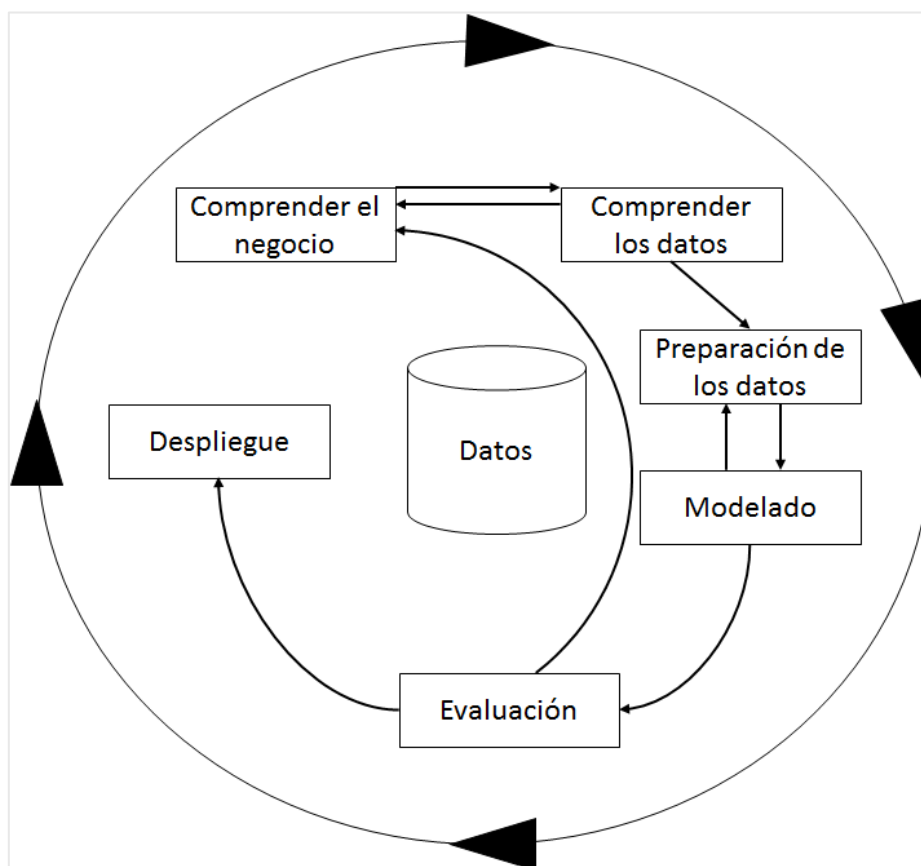 Comprender el
negocio
Comprender
los datos
Preparación de
los datos
Despliegue
Datos
Modelado
Evaluación